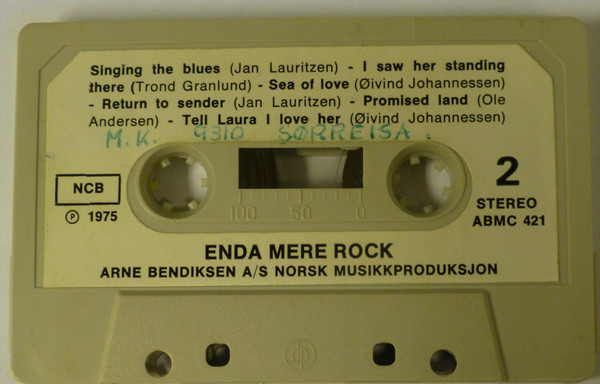 Singing the blues (Jan Lauritzen) - I saw her standing
there (Trond Granlund) - Sea of love (Øivind Johannessen)
- Return to sender (Jan Lauritzen) - Promised land (Ole
Andersen) - Tell Laura I love her (Øivind Johannessen)
M.K. 9310 SØRREISA.
NCB
℗ 1975
100 50 0
2
STEREO
ABMC 421
ENDA MERE ROCK
ARNE BENDIKSEN A/S NORSK MUSIKKPRODUKSJON